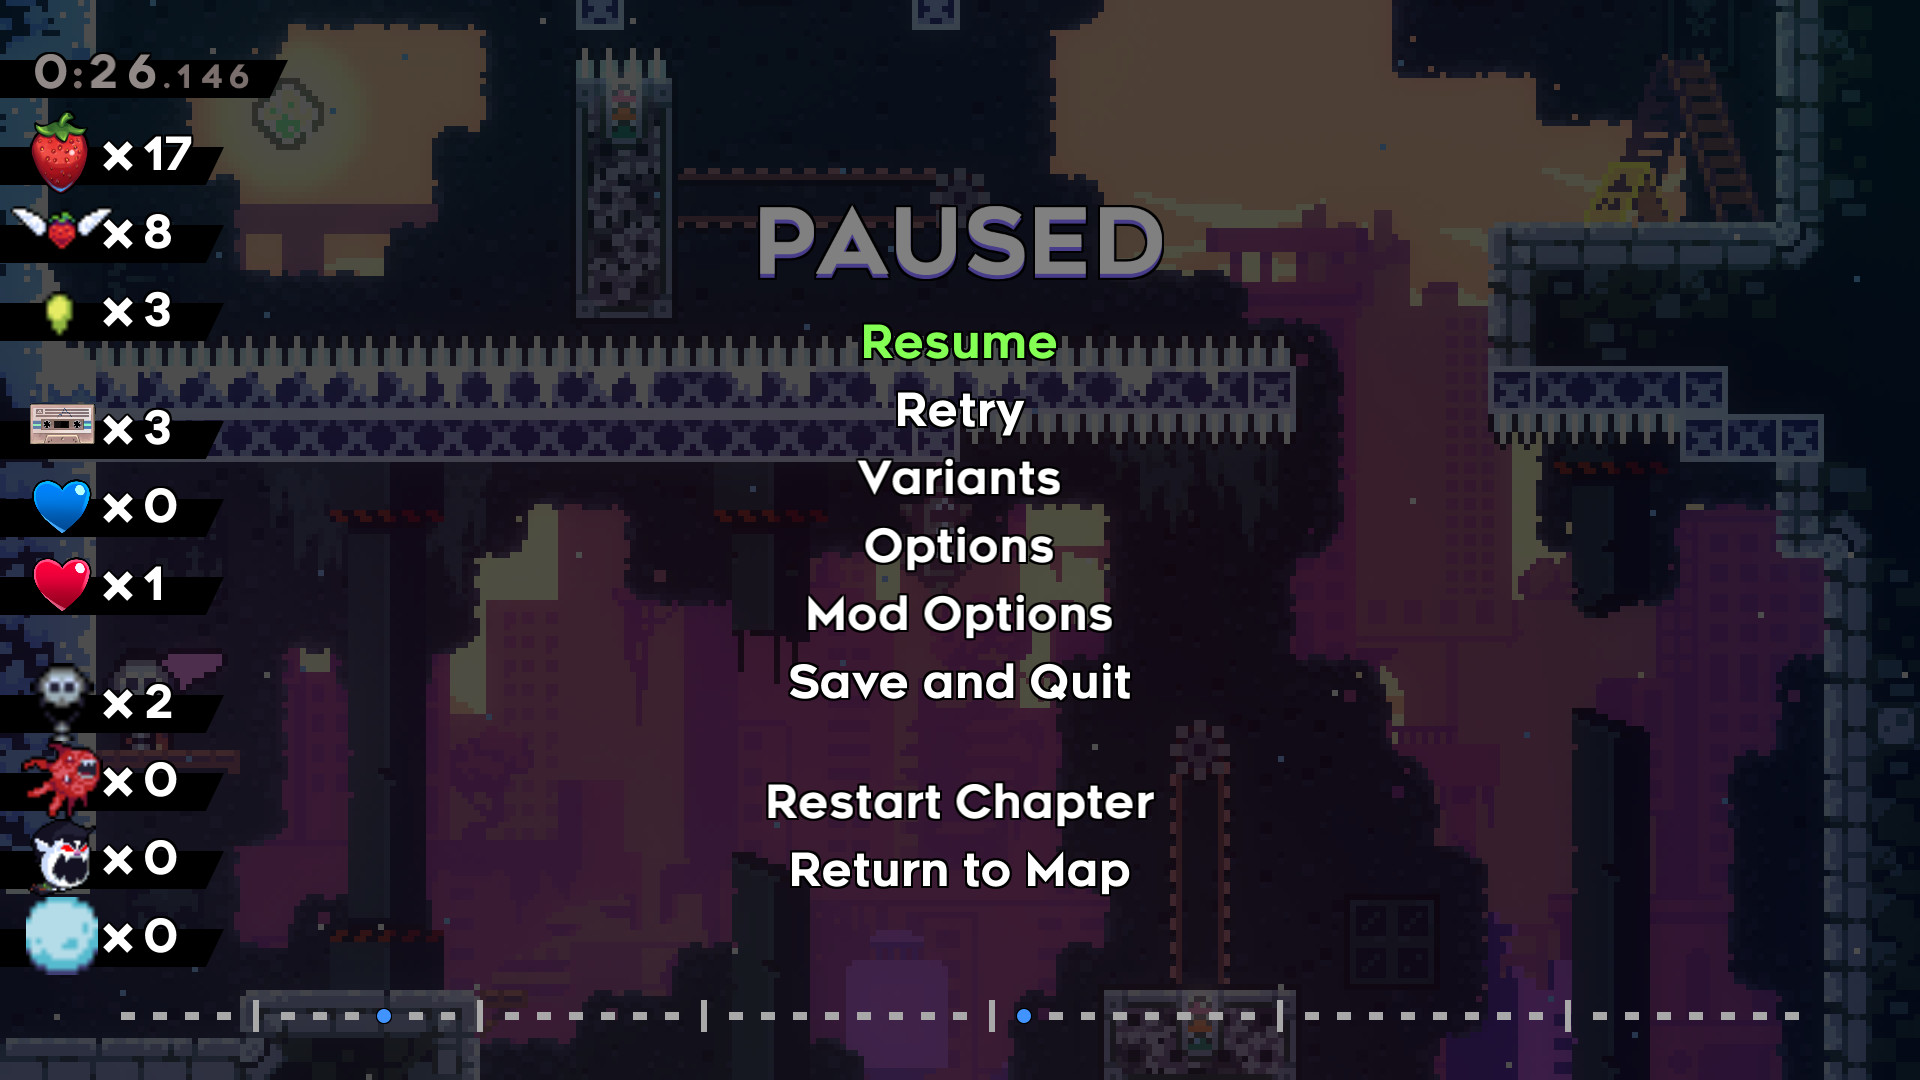 0:26.146
×17
×8
×3
×3
×0
×1
×2
×0
×0
×0
PAUSED
Resume
Retry
Variants
Options
Mod Options
Save and Quit
Restart Chapter
Return to Map